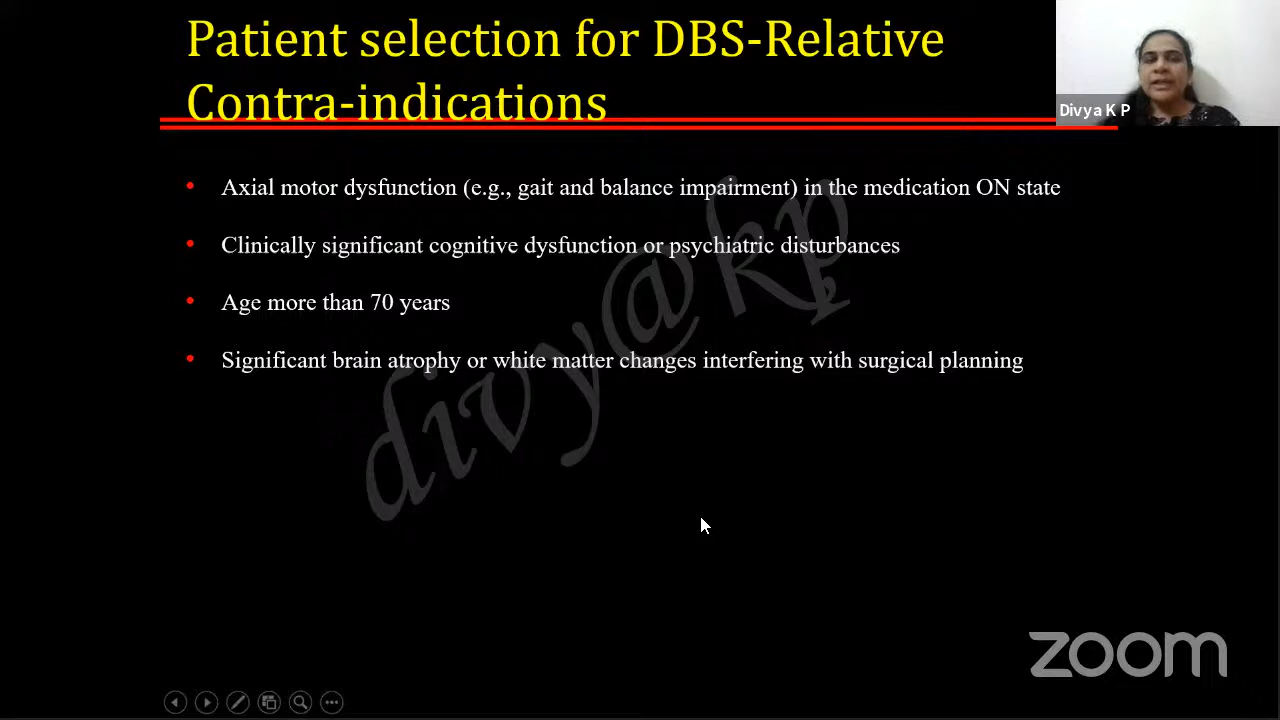 Patient selection for DBS-Relative
Contra-indications
Divya K P
• Axial motor dysfunction (e.g., gait and balance impairment) in the medication ON state
• Clinically significant cognitive dysfunction or psychiatric disturbances
• Age more than 70 years
• Significant brain atrophy or white matter changes interfering with surgical planning
divy@kp
zoom